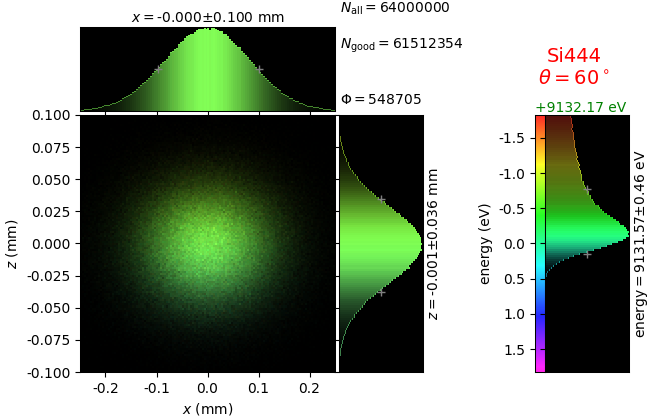 x = -0.000±0.100 mm
N_all = 64000000
N_good = 61512354
Φ = 548705
Si444
θ = 60°
+9132.17 eV
0.100
0.075
0.050
0.025
0.000
-0.025
-0.050
-0.075
-0.100
z (mm)
-0.2
-0.1
0.0
0.1
0.2
x (mm)
z = -0.001±0.036 mm
-1.5
-1.0
-0.5
0.0
0.5
1.0
1.5
energy (eV)
energy = 9131.57±0.46 eV